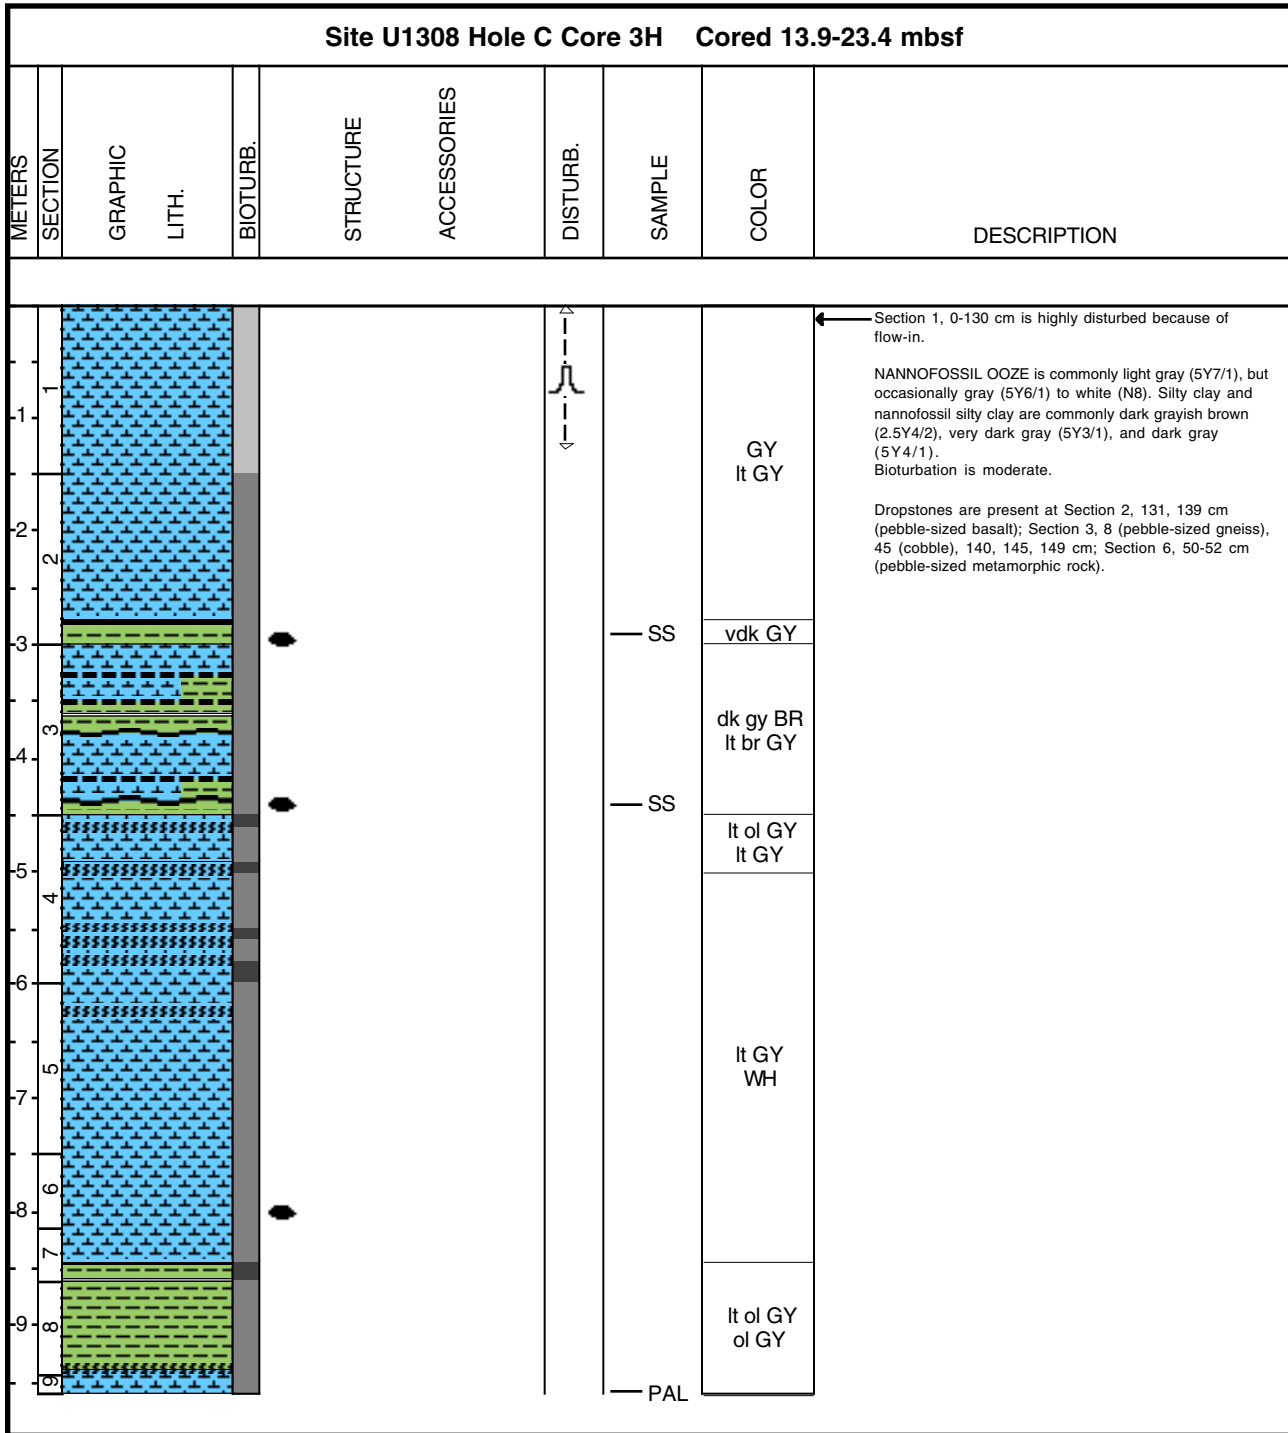 Site U1308 Hole C Core 3H Cored 13.9-23.4 mbsf
METERS
SECTION
GRAPHIC
LITH.
BIOTURB.
STRUCTURE
ACCESSORIES
DISTURB.
SAMPLE
COLOR
DESCRIPTION
1
2
3
4
5
6
7
8
9
1
2
3
4
5
6
7
8
9
SS
SS
PAL
GY
lt GY
vdk GY
dk gy BR
lt br GY
lt ol GY
lt GY
lt GY
WH
lt ol GY
ol GY
Section 1, 0-130 cm is highly disturbed because of
flow-in.
NANNOFOSSIL OOZE is commonly light gray (5Y7/1), but
occasionally gray (5Y6/1) to white (N8). Silty clay and
nannofossil silty clay are commonly dark grayish brown
(2.5Y4/2), very dark gray (5Y3/1), and dark gray
(5Y4/1).
Bioturbation is moderate.
Dropstones are present at Section 2, 131, 139 cm
(pebble-sized basalt); Section 3, 8 (pebble-sized gneiss),
45 (cobble), 140, 145, 149 cm; Section 6, 50-52 cm
(pebble-sized metamorphic rock).